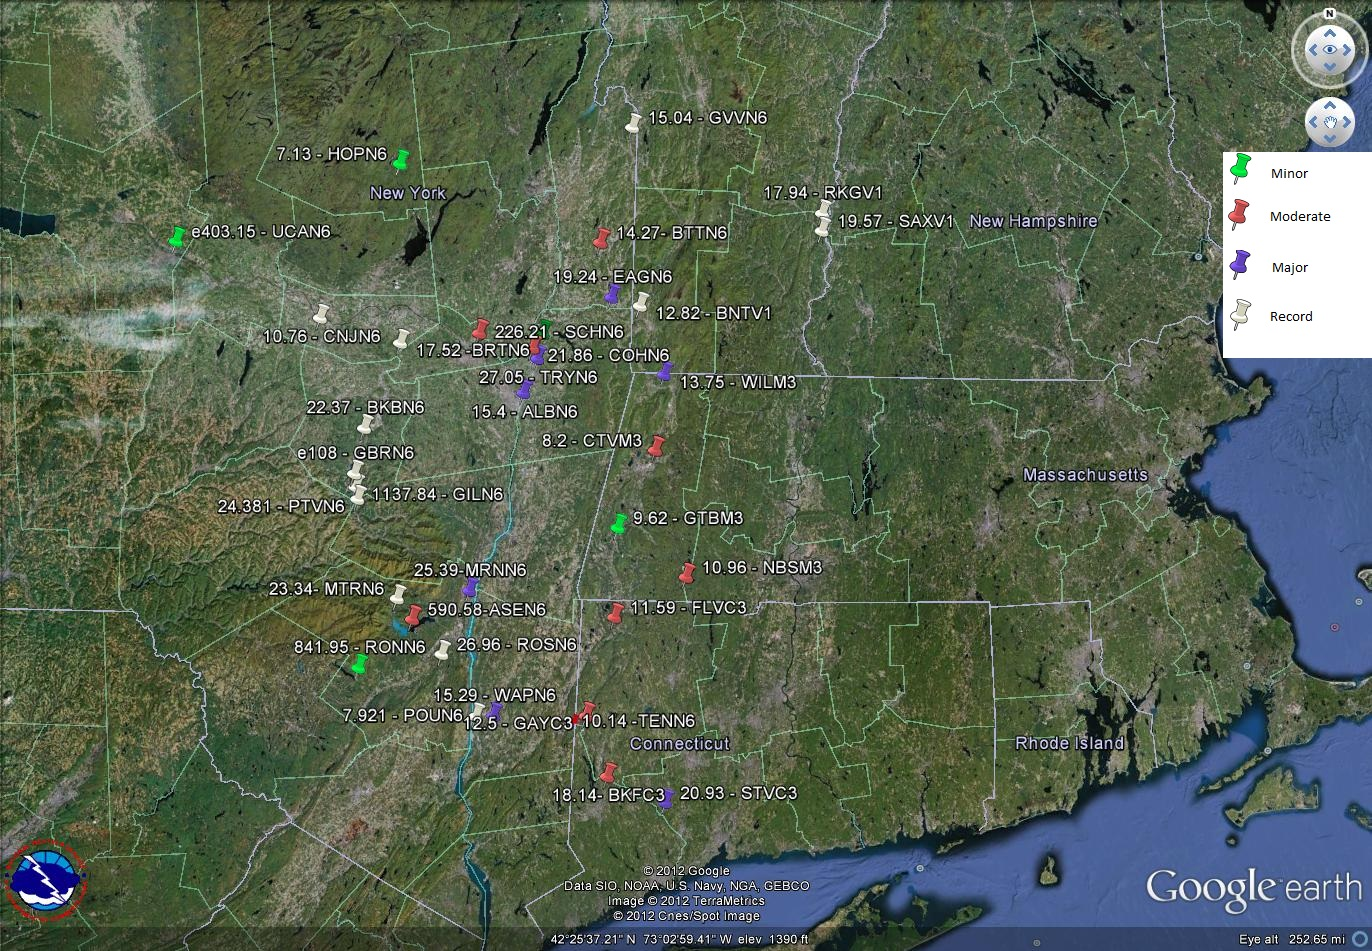 N
15.04 - GVVN6
7.13 - HOPN6
Minor
New York
17.94 - RKGV1
Moderate
e403.15 - UCAN6
14.27- BTTN6
19.57 - SAXV1
New Hampshire
19.24 - EAGN6
Major
12.82 - BNTV1
Record
10.76 - CNJN6
226.21 - SCHN6
17.52 -BRTN6
21.86 - COHN6
27.05 - TRYN6
13.75 - WILM3
22.37 - BKBN6
15.4 - ALBN6
8.2 - CTVM3
e108 - GBRN6
Massachusetts
24.381 - PTVN6
1137.84 - GILN6
9.62 - GTBM3
25.39-MRNN6
10.96 - NBSM3
23.34- MTRN6
590.58-ASEN6
11.59 - FLVC3
841.95 - RONN6
26.96 - ROSN6
15.29 - WAPN6
7.921 - POUN6
12.5 - GAYC3
10.14 -TENN6
Connecticut
Rhode Island
18.14- BKFC3
20.93 - STVC3
© 2012 Google
Data SIO, NOAA, U.S. Navy, NGA, GEBCO
Image © 2012 TerraMetrics
© 2012 Cnes/Spot Image
Google earth
42°25'37.21" N 73°02'59.41" W elev 1390 ft
Eye alt 252.65 mi